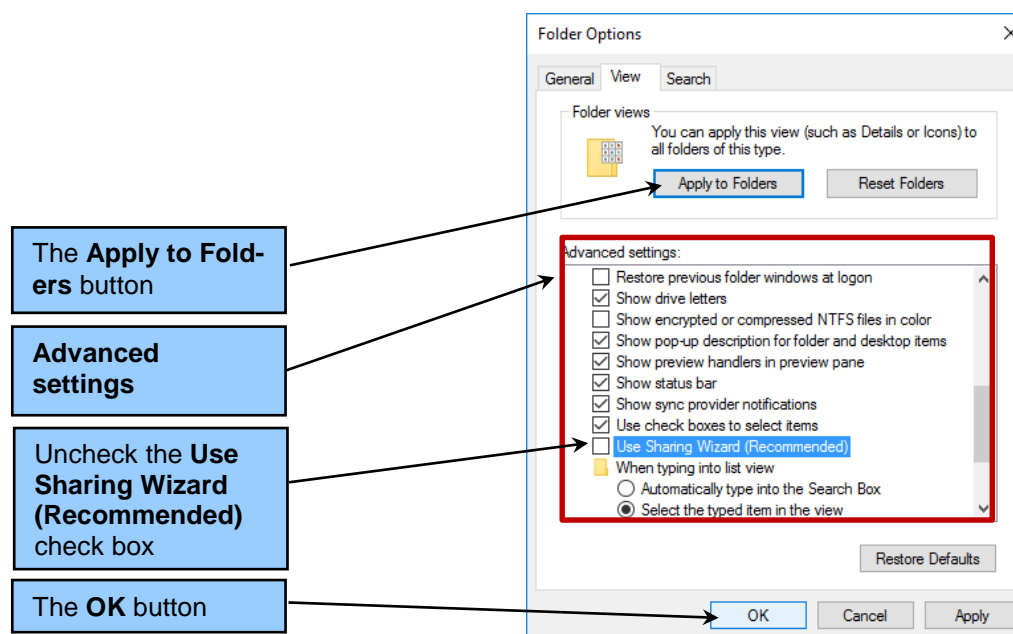 Folder Options
General View Search
Folder views
You can apply this view (such as Details or Icons) to
all folders of this type.
Apply to Folders Reset Folders
The Apply to Fold-
ers button
Advanced
settings
Uncheck the Use
Sharing Wizard
(Recommended)
check box
The OK button
Advanced settings:
Restore previous folder windows at logon
Show drive letters
Show encrypted or compressed NTFS files in color
Show pop-up description for folder and desktop items
Show preview handlers in preview pane
Show status bar
Show sync provider notifications
Use check boxes to select items
Use Sharing Wizard (Recommended)
When typing into list view
Automatically type into the Search Box
Select the typed item in the view
Restore Defaults
OK Cancel Apply